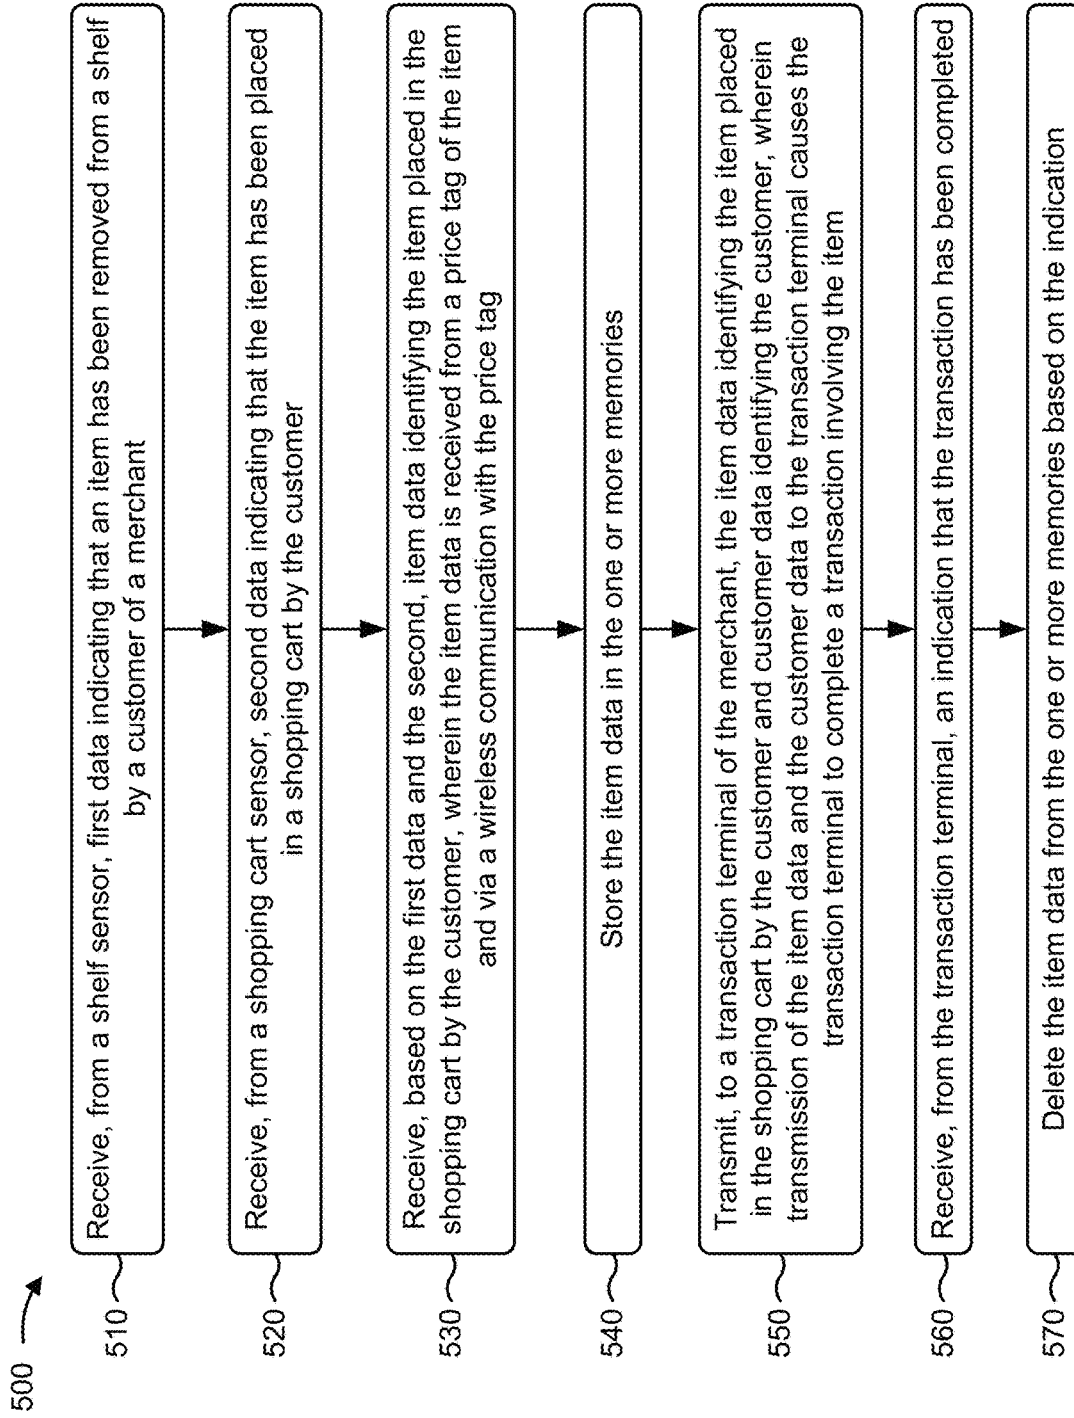 500
510
Receive, from a shelf sensor, first data indicating that an item has been removed from a shelf
by a customer of a merchant
520
Receive, from a shopping cart sensor, second data indicating that the item has been placed
in a shopping cart by the customer
530
Receive, based on the first data and the second, item data identifying the item placed in the
shopping cart by the customer, wherein the item data is received from a price tag of the item
and via a wireless communication with the price tag
540
Store the item data in the one or more memories
550
Transmit, to a transaction terminal of the merchant, the item data identifying the item placed
in the shopping cart by the customer and customer data identifying the customer, wherein
transmission of the item data and the customer data to the transaction terminal causes the
transaction terminal to complete a transaction involving the item
560
Receive, from the transaction terminal, an indication that the transaction has been completed
570
Delete the item data from the one or more memories based on the indication